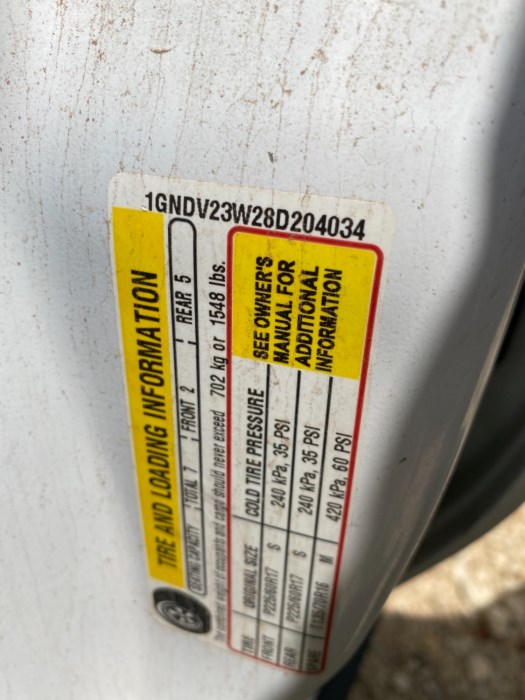 1GNDV23W28D204034
TIRE AND LOADING INFORMATION
SEATING CAPACITY TOTAL 7 FRONT 2 REAR 5
The combined weight of occupants and cargo should never exceed 702 kg or 1548 lbs.
TIRE ORIGINAL SIZE COLD TIRE PRESSURE
FRONT P225/60R17 S 240 kPa, 35 PSI
REAR P225/60R17 S 240 kPa, 35 PSI
SPARE T135/70R16 M 420 kPa, 60 PSI
SEE OWNER'S
MANUAL FOR
ADDITIONAL
INFORMATION